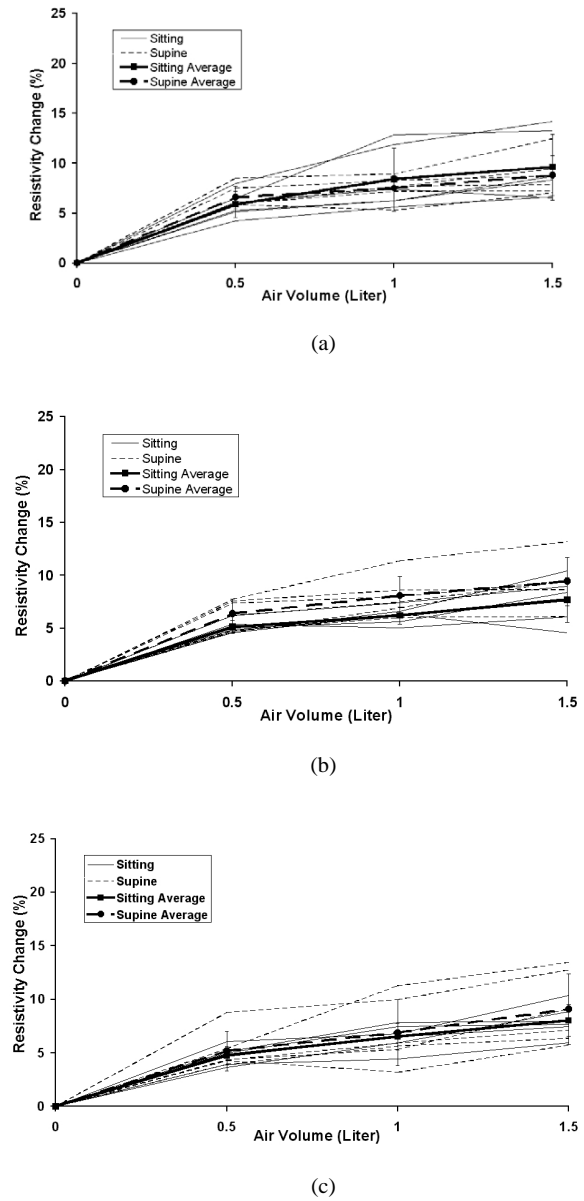 25
20
15
10
5
0
Resistivity Change (%)
Sitting
Supine
Sitting Average
Supine Average
0 0.5 1 1.5
Air Volume (Liter)
(a)
25
20
15
10
5
0
Resistivity Change (%)
Sitting
Supine
Sitting Average
Supine Average
0 0.5 1 1.5
Air Volume (Liter)
(b)
25
20
15
10
5
0
Resistivity Change (%)
Sitting
Supine
Sitting Average
Supine Average
0 0.5 1 1.5
Air Volume (Liter)
(c)